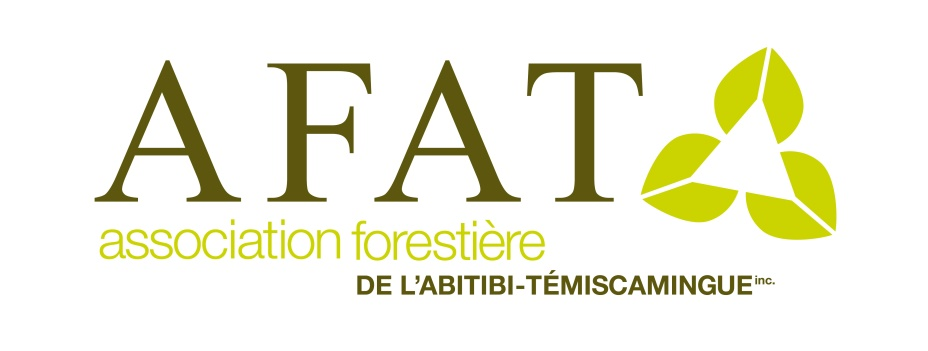 AFAT
association forestière
DE L'ABITIBI-TÉMISCAMINGUE inc.